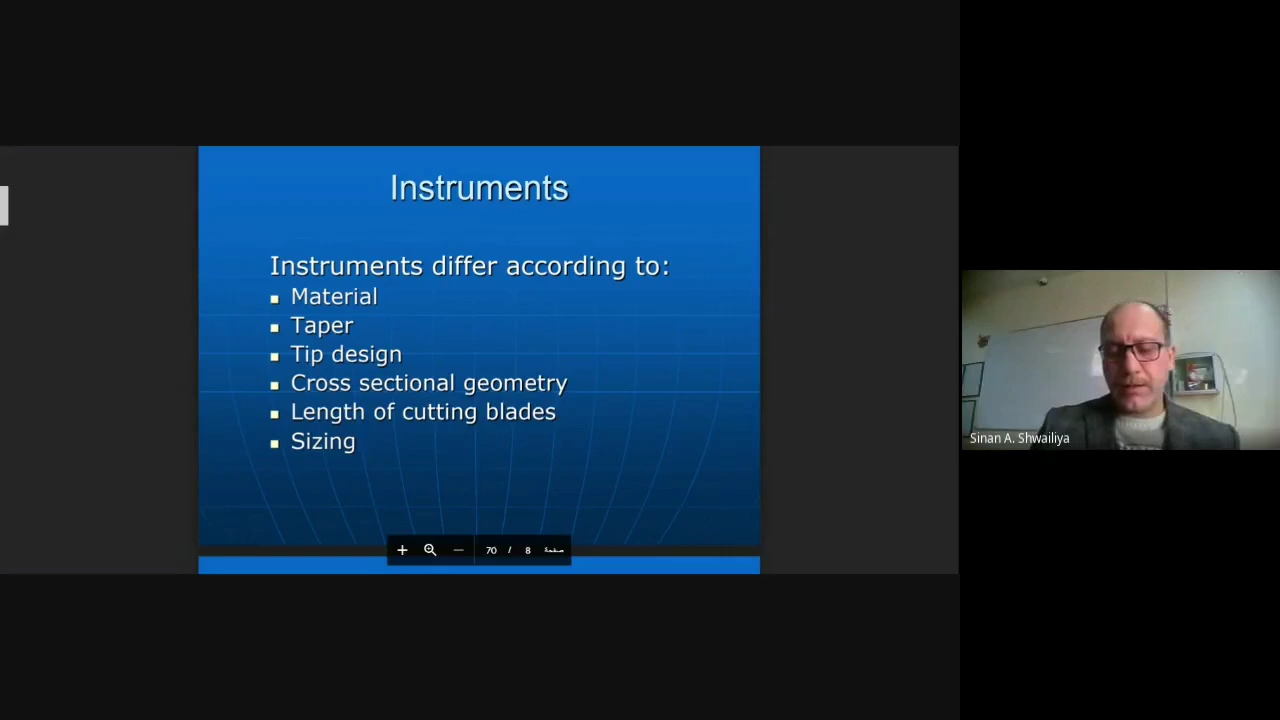 Instruments
Instruments differ according to:
Material
Taper
Tip design
Cross sectional geometry
Length of cutting blades
Sizing
70 / 8 صفحة
Sinan A. Shwailiya